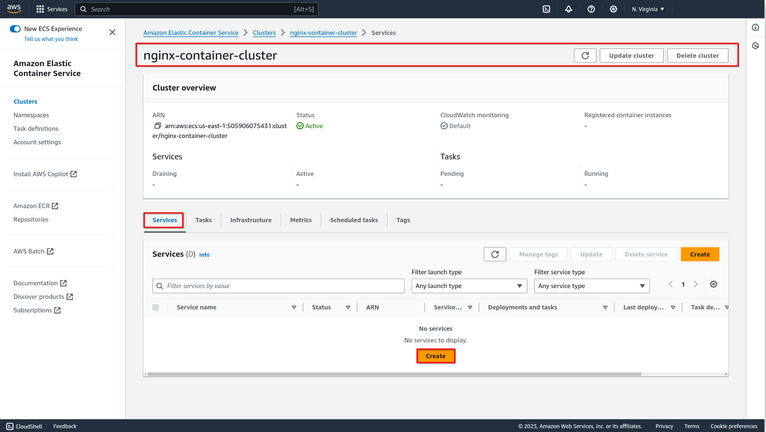 aws
Services
Search
[Alt+S]
N. Virginia
New ECS Experience
Tell us what you think
Amazon Elastic Container Service
Clusters
Namespaces
Task definitions
Account settings
Install AWS Copilot
Amazon ECR
Repositories
AWS Batch
Documentation
Discover products
Subscriptions
Amazon Elastic Container Service > Clusters > nginx-container-cluster > Services
nginx-container-cluster
Update cluster
Delete cluster
Cluster overview
ARN
arn:aws:ecs:us-east-1:505906075431:clust
er/nginx-container-cluster
Status
Active
CloudWatch monitoring
Default
Registered container instances
-
Services
Draining
-
Active
-
Tasks
Pending
-
Running
-
Services
Tasks
Infrastructure
Metrics
Scheduled tasks
Tags
Services (0) Info
Manage tags
Update
Delete service
Create
Filter services by value
Filter launch type
Any launch type
Filter service type
Any service type
1
Service name
Status
ARN
Service...
Deployments and tasks
Last deploy...
Task de...
No services
No services to display.
Create
CloudShell
Feedback
© 2023, Amazon Web Services, Inc. or its affiliates.
Privacy
Terms
Cookie preferences